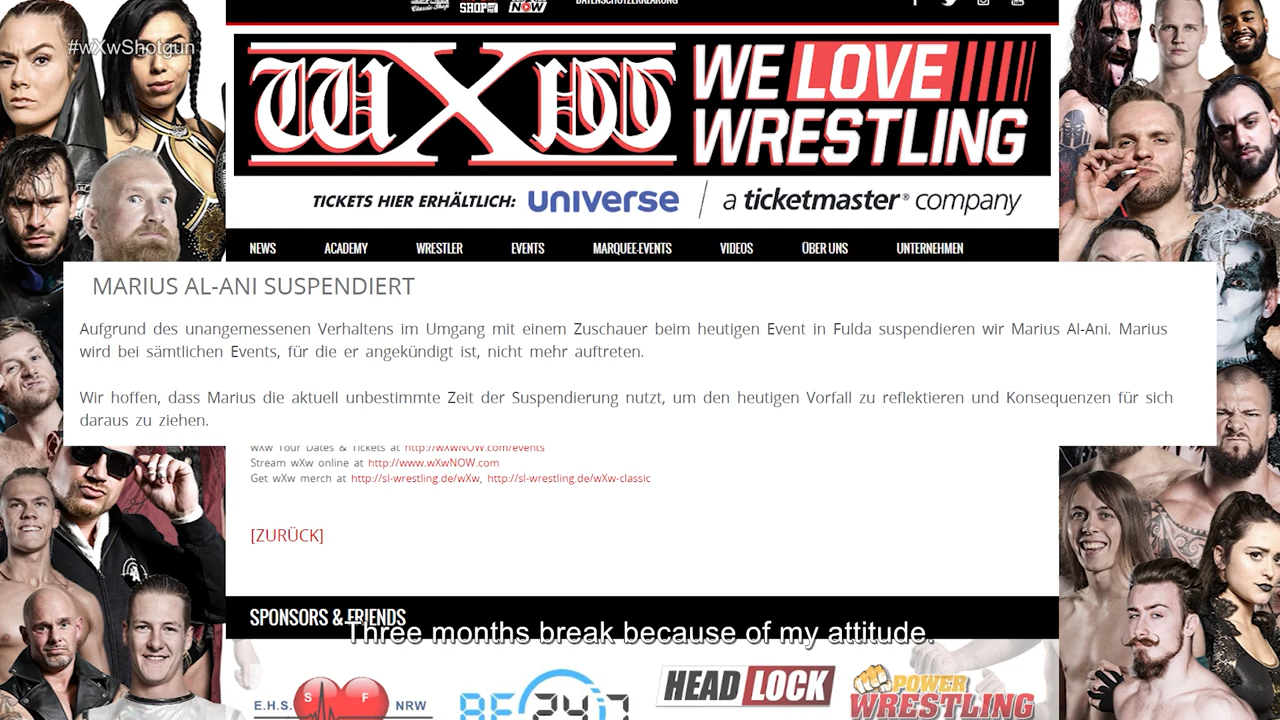 #wXwShotgun
Classic Shop
SHOP
NOW
DATENSCHUTZERKLÄRUNG
wXw WE LOVE
WRESTLING
TICKETS HIER ERHÄLTLICH: universe a ticketmaster® company
NEWS ACADEMY WRESTLER EVENTS MARQUEE-EVENTS VIDEOS ÜBER UNS UNTERNEHMEN
MARIUS AL-ANI SUSPENDIERT
Aufgrund des unangemessenen Verhaltens im Umgang mit einem Zuschauer beim heutigen Event in Fulda suspendieren wir Marius Al-Ani. Marius
wird bei sämtlichen Events, für die er angekündigt ist, nicht mehr auftreten.
Wir hoffen, dass Marius die aktuell unbestimmte Zeit der Suspendierung nutzt, um den heutigen Vorfall zu reflektieren und Konsequenzen für sich
daraus zu ziehen.
wXw Tour Dates & Tickets at http://wXwNOW.com/events
Stream wXw online at http://www.wXwNOW.com
Get wXw merch at http://sl-wrestling.de/wXw, http://sl-wrestling.de/wXw-classic
[ZURÜCK]
SPONSORS & FRIENDS
Three months break because of my attitude.
E.H.S. S F NRW
HEADLOCK
POWER
WRESTLING